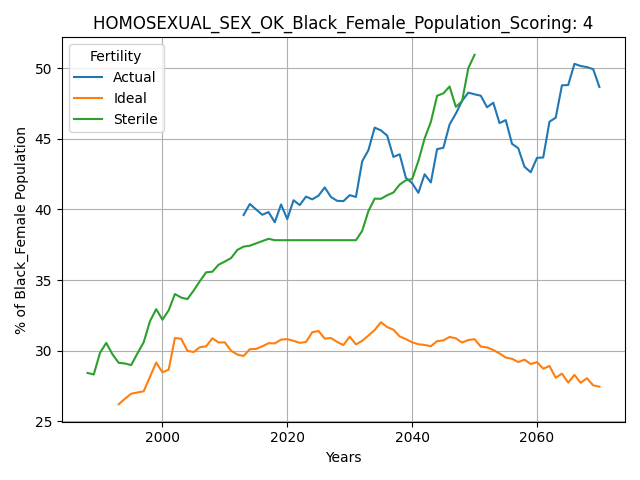 HOMOSEXUAL_SEX_OK_Black_Female_Population_Scoring: 4
Fertility
Actual
Ideal
Sterile
% of Black_Female Population
50
45
40
35
30
25
2000 2020 2040 2060
Years